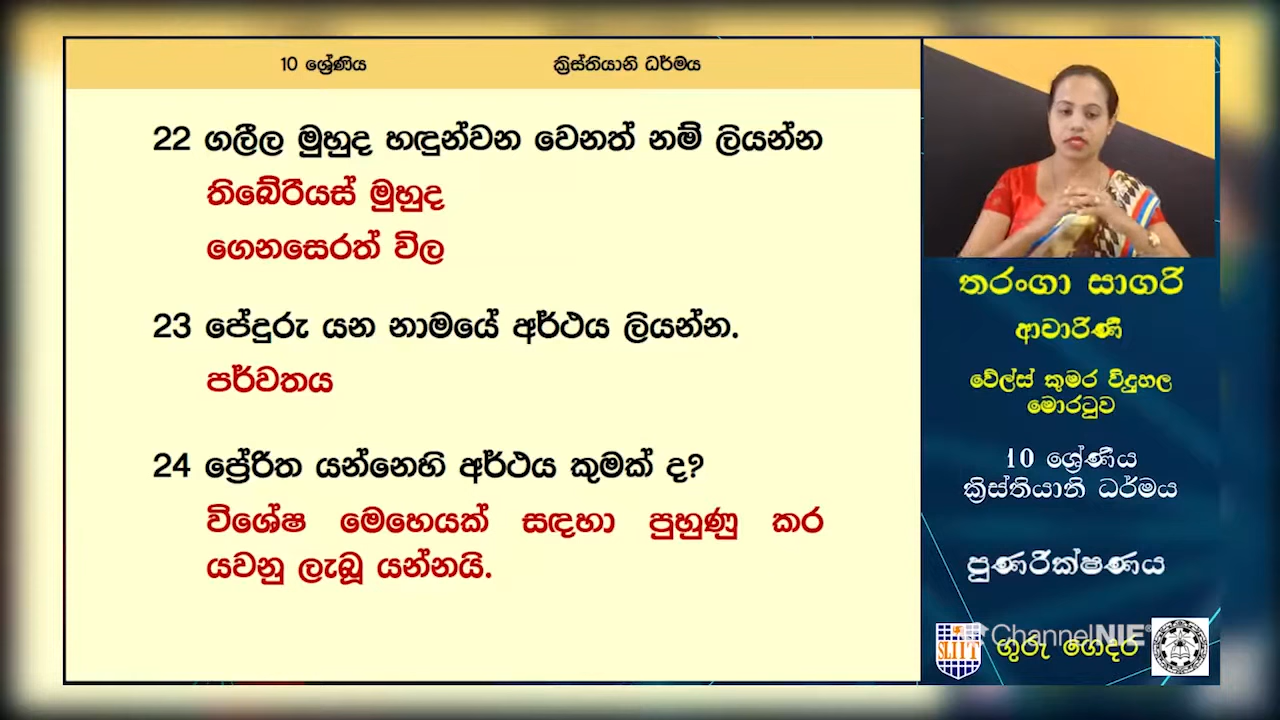 10 ශ්‍රේණිය
ක්‍රිස්තියානි ධර්මය
22 ගලීල මුහුද හඳුන්වන වෙනත් නම් ලියන්න
තිබේරියස් මුහුද
ගෙනසෙරත් විල
23 පේදුරු යන නාමයේ අර්ථය ලියන්න.
පර්වතය
24 ප්‍රේරිත යන්නෙහි අර්ථය කුමක් ද?
විශේෂ මෙහෙයක් සඳහා පුහුණු කර
යවනු ලැබූ යන්නයි.
තරංගා සාගරි
ආචාරිණී
වේල්ස් කුමර විදුහල
මොරටුව
10 ශ්‍රේණිය
ක්‍රිස්තියානි ධර්මය
පුණරීක්ෂණය
ChannelNIE
SLIIT
ගුරු ගෙදර